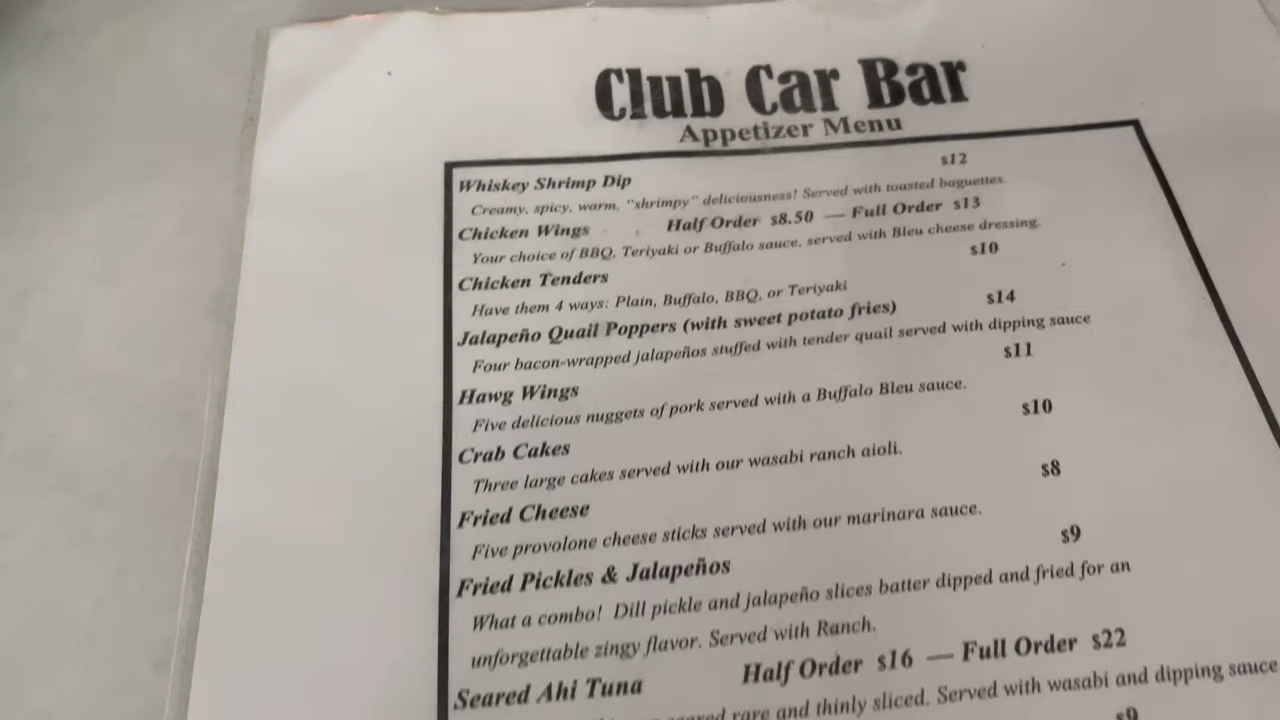 Club Car Bar
Appetizer Menu
Whiskey Shrimp Dip $12
Creamy, spicy, warm, "shrimpy" deliciousness! Served with toasted baguettes.
Chicken Wings Half Order $8.50 — Full Order $13
Your choice of BBQ, Teriyaki or Buffalo sauce, served with Bleu cheese dressing.
Chicken Tenders $10
Have them 4 ways: Plain, Buffalo, BBQ, or Teriyaki
Jalapeño Quail Poppers (with sweet potato fries) $14
Four bacon-wrapped jalapeños stuffed with tender quail served with dipping sauce
Hawg Wings $11
Five delicious nuggets of pork served with a Buffalo Bleu sauce.
Crab Cakes $10
Three large cakes served with our wasabi ranch aioli.
Fried Cheese $8
Five provolone cheese sticks served with our marinara sauce.
Fried Pickles & Jalapeños $9
What a combo! Dill pickle and jalapeño slices batter dipped and fried for an
unforgettable zingy flavor. Served with Ranch.
Seared Ahi Tuna Half Order $16 — Full Order $22
rare and thinly sliced. Served with wasabi and dipping sauce
$9